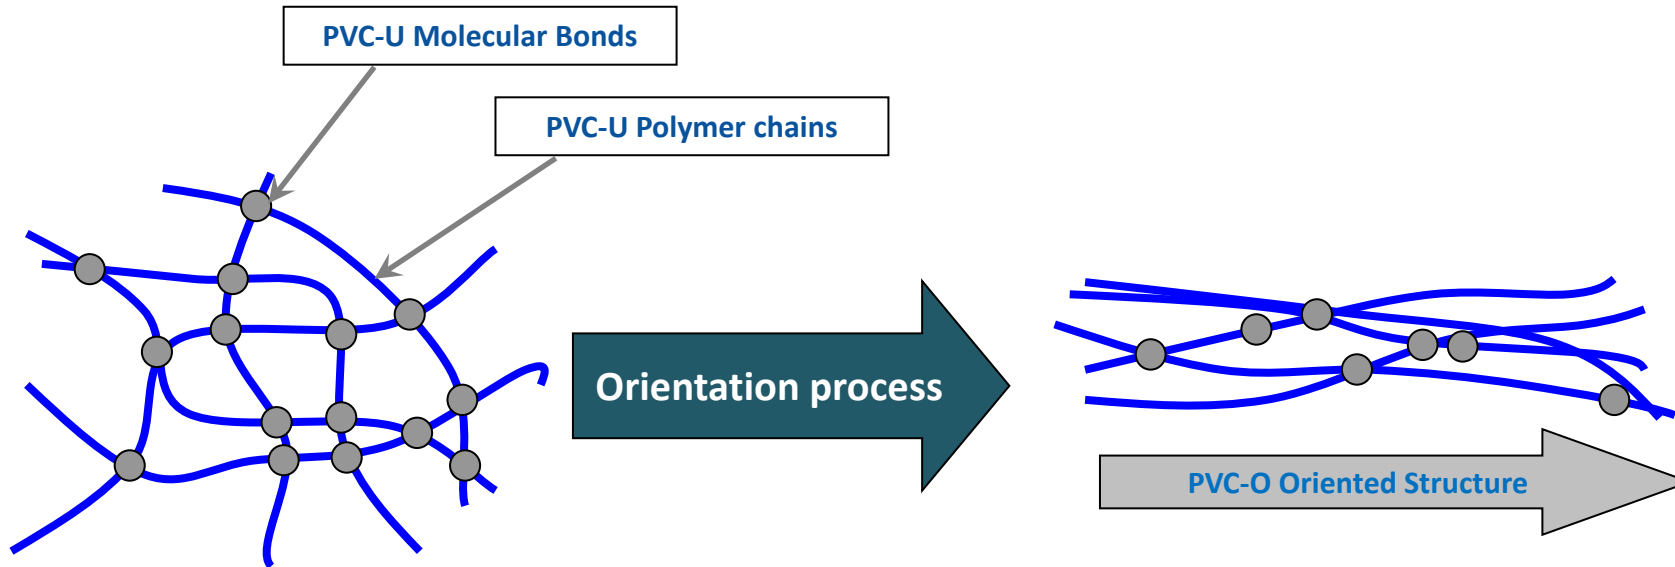 PVC-U Molecular Bonds
PVC-U Polymer chains
Orientation process
PVC-O Oriented Structure